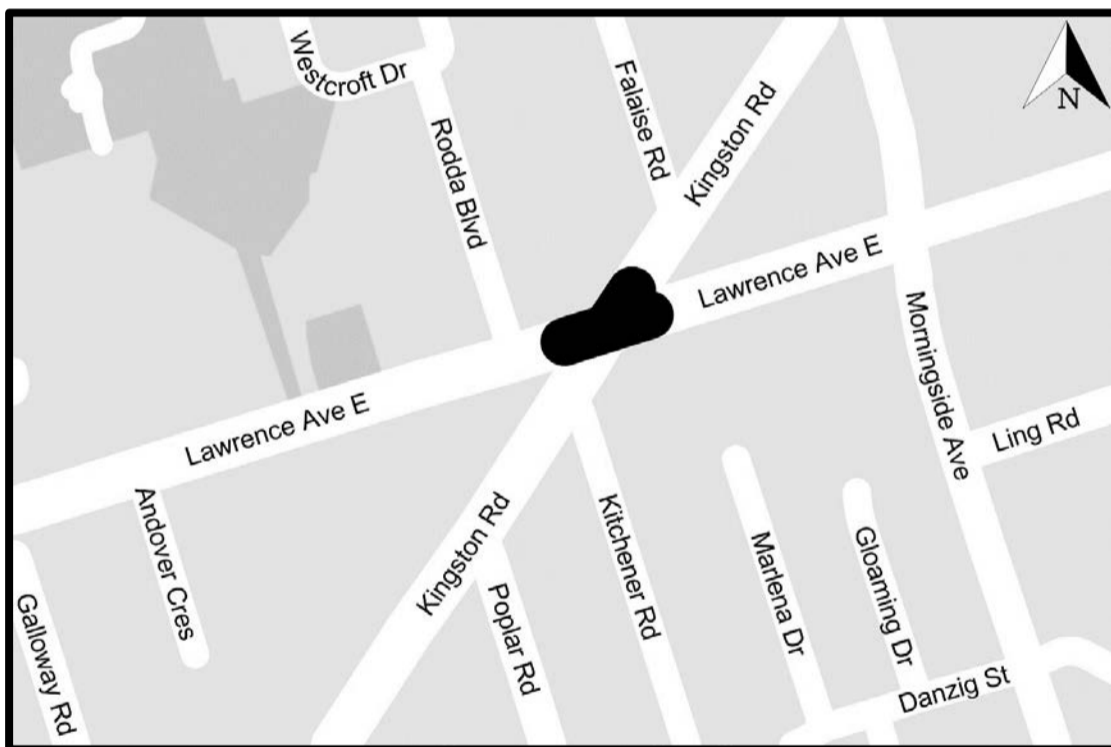 Westcroft Dr
Falaise Rd
Kingston Rd
N
Rodda Blvd
Lawrence Ave E
Morningside Ave
Lawrence Ave E
Ling Rd
Andover Cres
Kingston Rd
Kitchener Rd
Marlena Dr
Gloaming Dr
Poplar Rd
Galloway Rd
Danzig St